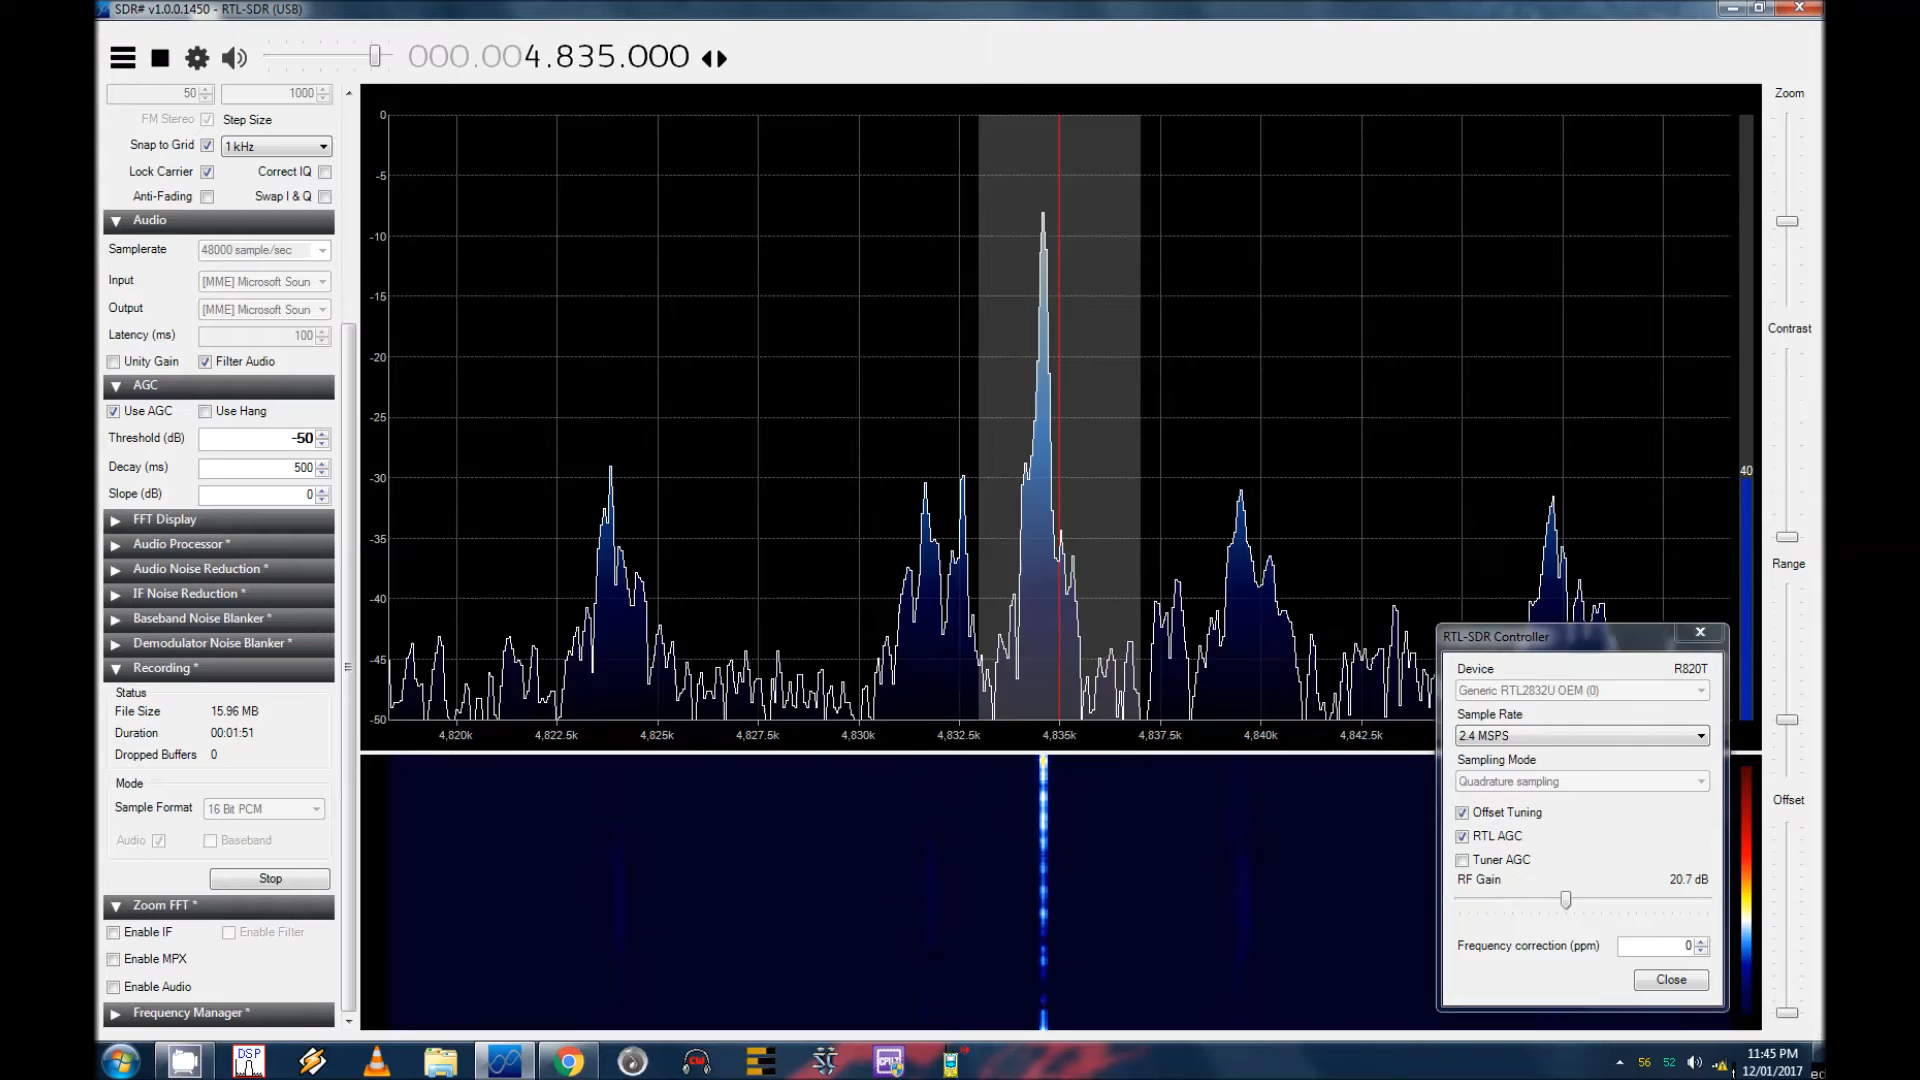 SDR# v1.0.0.1450 - RTL-SDR (USB)
000.004.835.000
Zoom
50 1000
FM Stereo Step Size
Snap to Grid 1 kHz
Lock Carrier Correct IQ
Anti-Fading Swap I & Q
Audio
Samplerate 48000 sample/sec
Input [MME] Microsoft Soun
Output [MME] Microsoft Soun
Latency (ms) 100
Unity Gain Filter Audio
AGC
Use AGC Use Hang
Threshold (dB) -50
Decay (ms) 500
Slope (dB) 0
FFT Display
Audio Processor *
Audio Noise Reduction *
IF Noise Reduction *
Baseband Noise Blanker *
Demodulator Noise Blanker *
Recording *
Status
File Size 15.96 MB
Duration 00:01:51
Dropped Buffers 0
Mode
Sample Format 16 Bit PCM
Audio Baseband
Stop
Zoom FFT *
Enable IF Enable Filter
Enable MPX
Enable Audio
Frequency Manager *
0
-5
-10
-15
-20
-25
-30
-35
-40
-45
-50
4,820k 4,822.5k 4,825k 4,827.5k 4,830k 4,832.5k 4,835k 4,837.5k 4,840k 4,842.5k
40
Contrast
Range
Offset
RTL-SDR Controller
Device R820T
Generic RTL2832U OEM (0)
Sample Rate
2.4 MSPS
Sampling Mode
Quadrature sampling
Offset Tuning
RTL AGC
Tuner AGC
RF Gain 20.7 dB
Frequency correction (ppm) 0
Close
DSP
CW
56 52
11:45 PM
12/01/2017